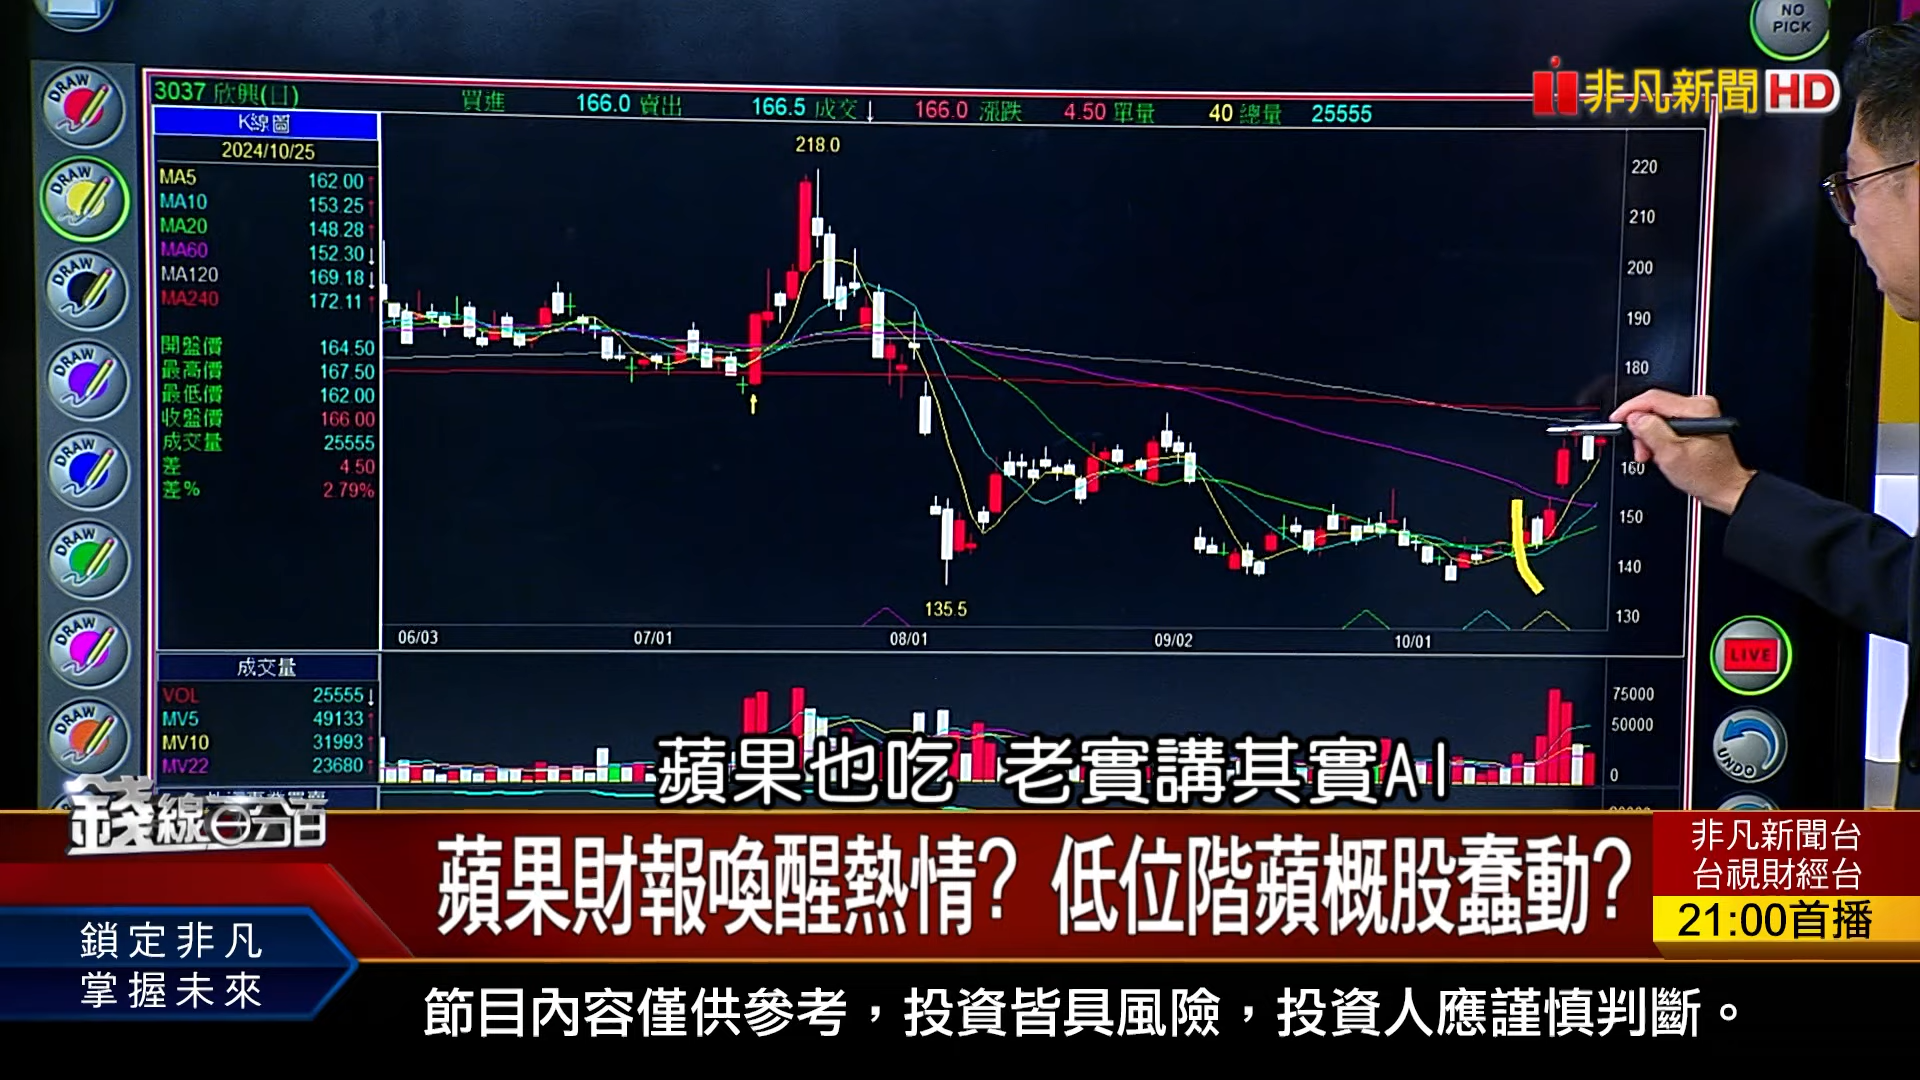 NO
PICK
非凡新聞HD
DRAW
DRAW
DRAW
DRAW
DRAW
DRAW
DRAW
DRAW
3037 欣興(日) 買進 166.0 賣出 166.5 成交↓ 166.0 漲跌 4.50 單量 40 總量 25555
K線圖
2024/10/25
MA5 162.00↑
MA10 153.25↑
MA20 148.28↑
MA60 152.30↓
MA120 169.18↓
MA240 172.11↑
開盤價 164.50
最高價 167.50
最低價 162.00
收盤價 166.00
成交量 25555
差 4.50
差% 2.79%
218.0
135.5
220
210
200
190
180
160
150
140
130
06/03 07/01 08/01 09/02 10/01
成交量
VOL 25555↓
MV5 49133↑
MV10 31993↑
MV22 23680↑
75000
50000
0
LIVE
UNDO
蘋果也吃 老實講其實AI
錢線百分百
蘋果財報喚醒熱情? 低位階蘋概股蠢動?
非凡新聞台
台視財經台
21:00首播
鎖定非凡
掌握未來
節目內容僅供參考，投資皆具風險，投資人應謹慎判斷。